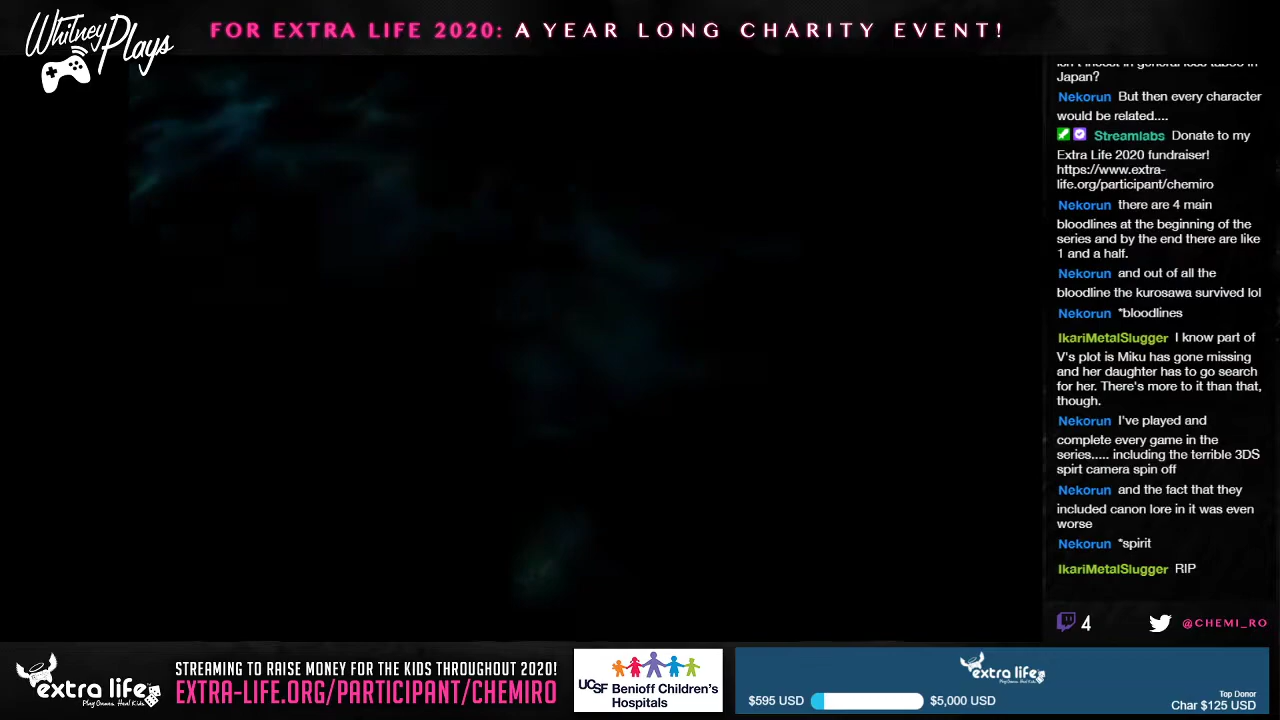 Whitney Plays
FOR EXTRA LIFE 2020: A YEAR LONG CHARITY EVENT!
Japan?
Nekorun But then every character
would be related....
Streamlabs Donate to my
Extra Life 2020 fundraiser!
https://www.extra-
life.org/participant/chemiro
Nekorun there are 4 main
bloodlines at the beginning of the
series and by the end there are like
1 and a half.
Nekorun and out of all the
bloodline the kurosawa survived lol
Nekorun *bloodlines
IkariMetalSlugger I know part of
V's plot is Miku has gone missing
and her daughter has to go search
for her. There's more to it than that,
though.
Nekorun I've played and
complete every game in the
series..... including the terrible 3DS
spirt camera spin off
Nekorun and the fact that they
included canon lore in it was even
worse
Nekorun *spirit
IkariMetalSlugger RIP
4
@CHEMI_RO
extra life
Play Games. Heal Kids.
STREAMING TO RAISE MONEY FOR THE KIDS THROUGHOUT 2020!
EXTRA-LIFE.ORG/PARTICIPANT/CHEMIRO
UCSF Benioff Children's
Hospitals
extra life
Play Games. Heal Kids.
$595 USD
$5,000 USD
Top Donor
Char $125 USD